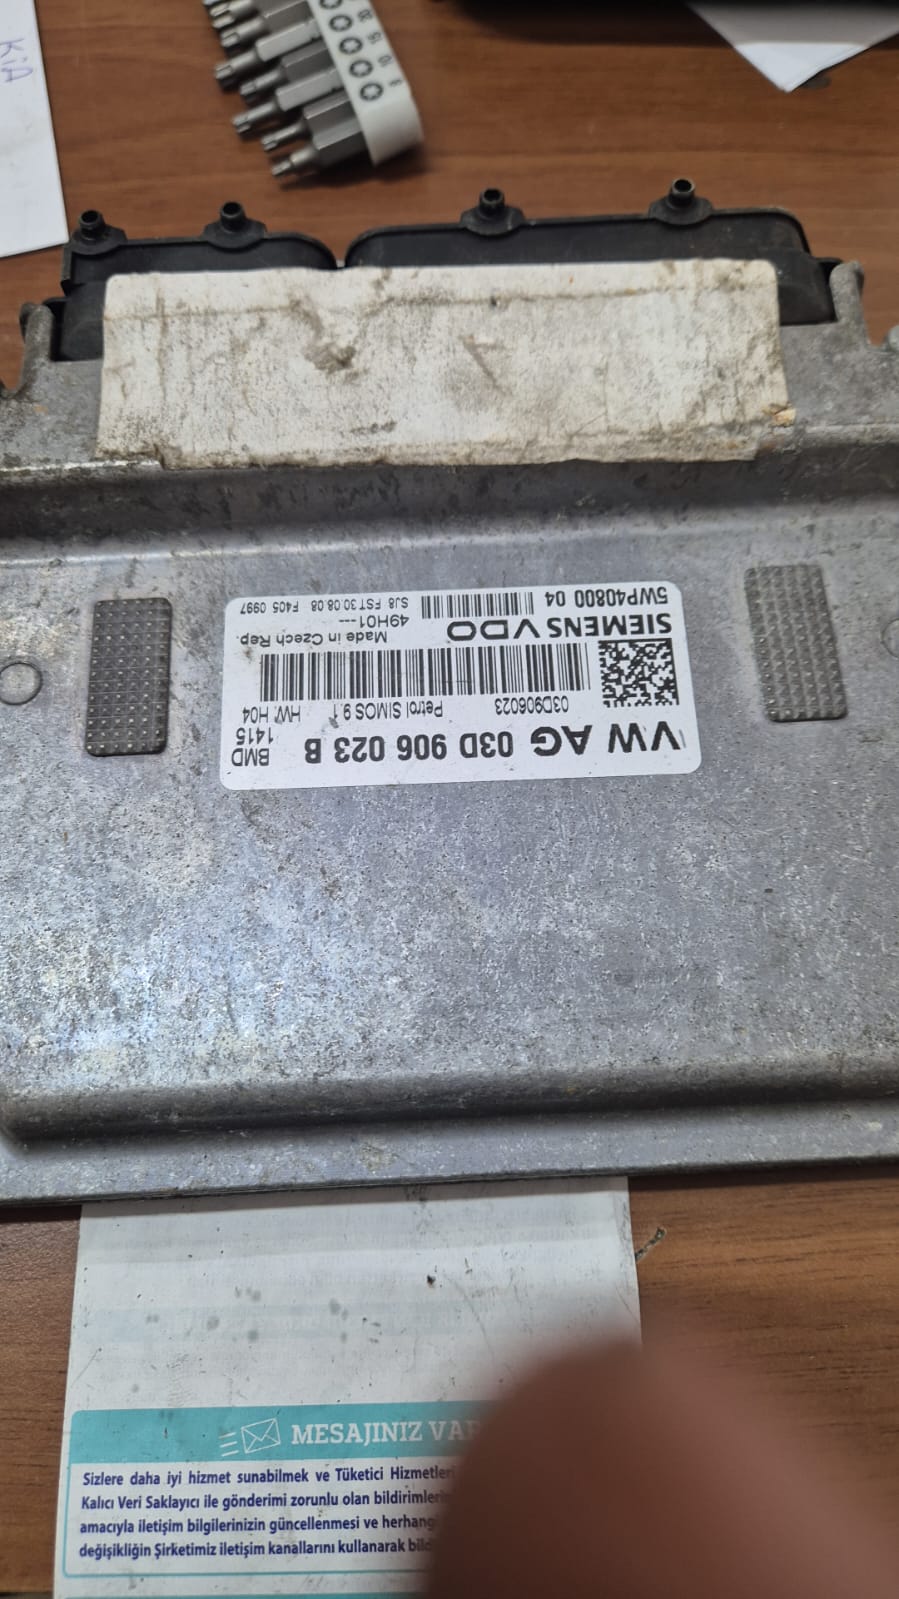 KiA
VW AG 03D 906 023 B
BMD
1415
03D906023 Petrol SIMOS 9.1 HW: H04
SIEMENS VDO
Made in Czech Rep.
49H01---
5WP40800 04
SJ8 FST 30.08.08 F405 0997
MESAJINIZ VAR
Sizlere daha iyi hizmet sunabilmek ve Tüketici Hizmetleri
Kalıcı Veri Saklayıcı ile gönderimi zorunlu olan bildirimlerin
amacıyla iletişim bilgilerinizin güncellenmesi ve herhangi
değişikliğin Şirketimiz iletişim kanallarını kullanarak